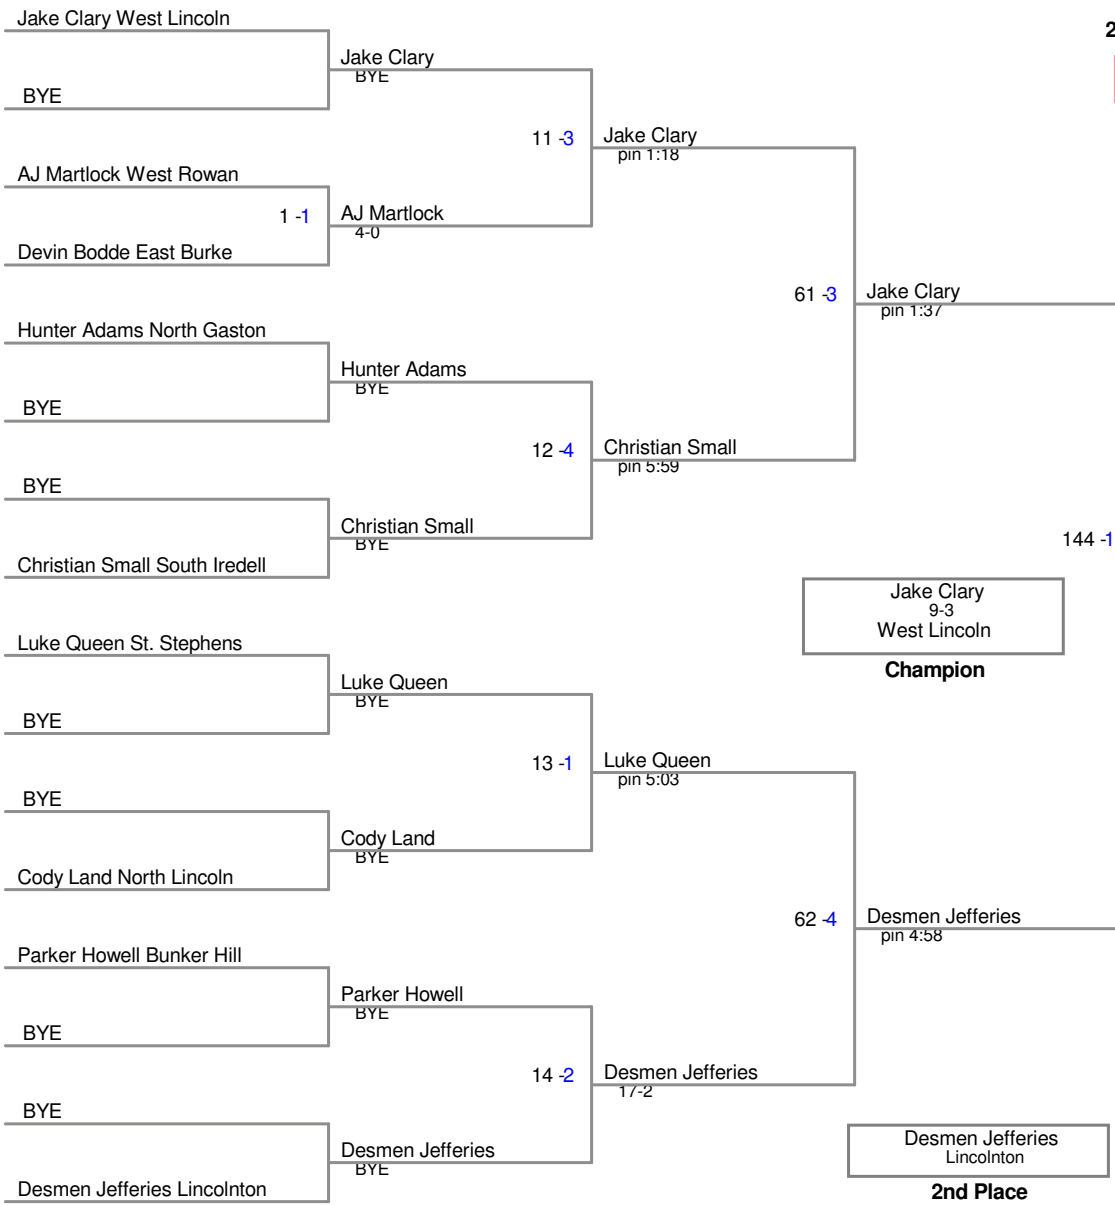 Jake Clary West Lincoln
2
Jake Clary
BYE
BYE
11 -3
Jake Clary
pin 1:18
AJ Martlock West Rowan
1 -1
AJ Martlock
4-0
Devin Bodde East Burke
61 -3
Jake Clary
pin 1:37
Hunter Adams North Gaston
Hunter Adams
BYE
BYE
12 -4
Christian Small
pin 5:59
BYE
Christian Small
BYE
Christian Small South Iredell
144 -1
Jake Clary
9-3
West Lincoln
Champion
Luke Queen St. Stephens
Luke Queen
BYE
BYE
13 -1
Luke Queen
pin 5:03
BYE
Cody Land
BYE
Cody Land North Lincoln
62 -4
Desmen Jefferies
pin 4:58
Parker Howell Bunker Hill
Parker Howell
BYE
BYE
14 -2
Desmen Jefferies
17-2
BYE
Desmen Jefferies
BYE
Desmen Jefferies Lincolnton
Desmen Jefferies
Lincolnton
2nd Place